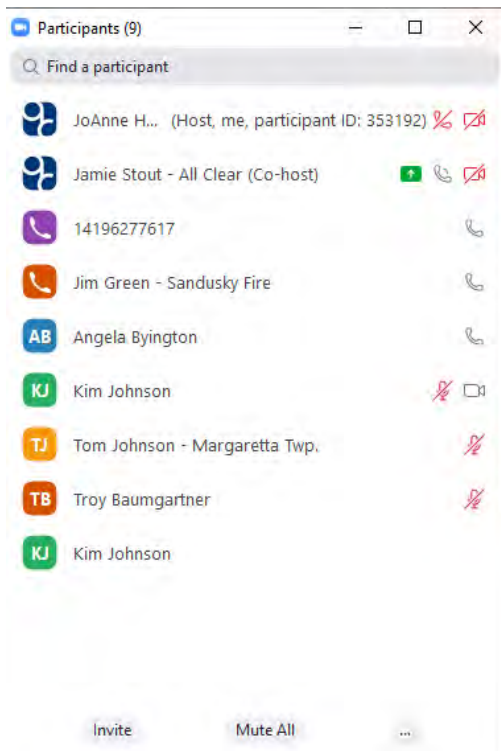 Participants (9)
Find a participant
JoAnne H... (Host, me, participant ID: 353192)
Jamie Stout - All Clear (Co-host)
14196277617
Jim Green - Sandusky Fire
AB Angela Byington
KJ Kim Johnson
TJ Tom Johnson - Margaretta Twp.
TB Troy Baumgartner
KJ Kim Johnson
Invite Mute All ...